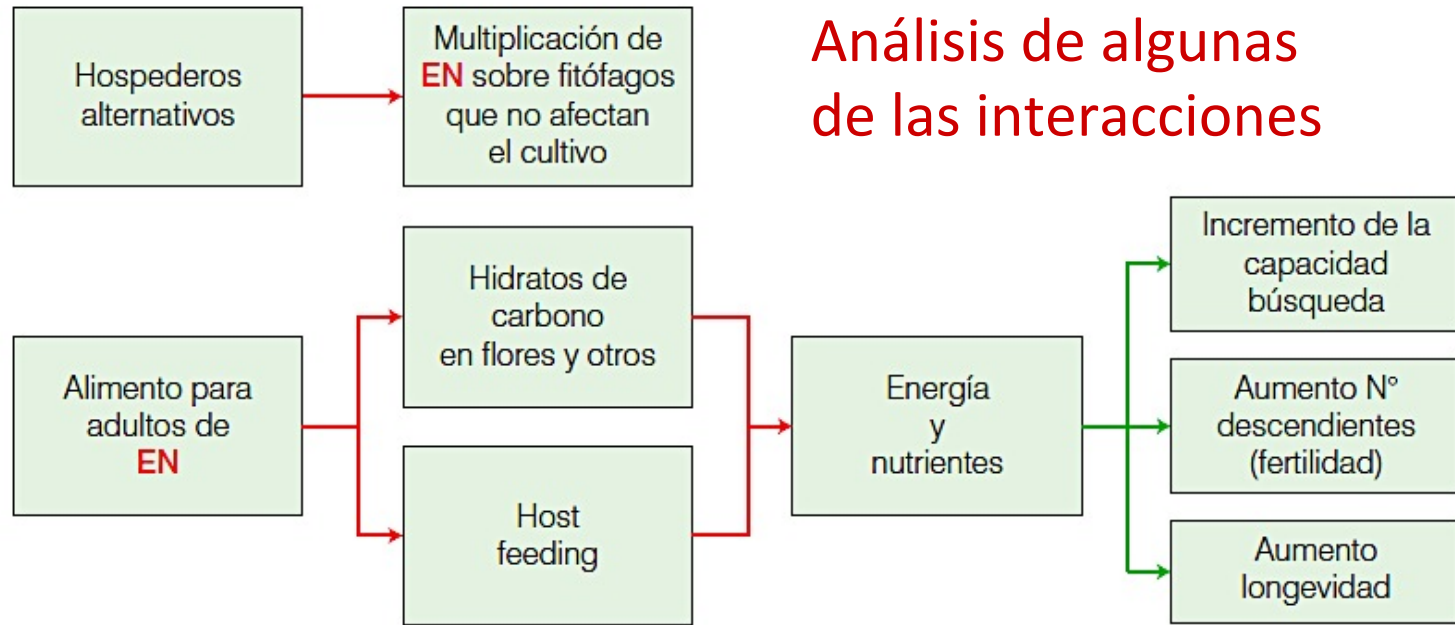 Análisis de algunas
de las interacciones
Hospederos
alternativos
Multiplicación de
EN sobre fitófagos
que no afectan
el cultivo
Alimento para
adultos de
EN
Hidratos de
carbono
en flores y otros
Host
feeding
Energía
y
nutrientes
Incremento de la
capacidad
búsqueda
Aumento N°
descendientes
(fertilidad)
Aumento
longevidad